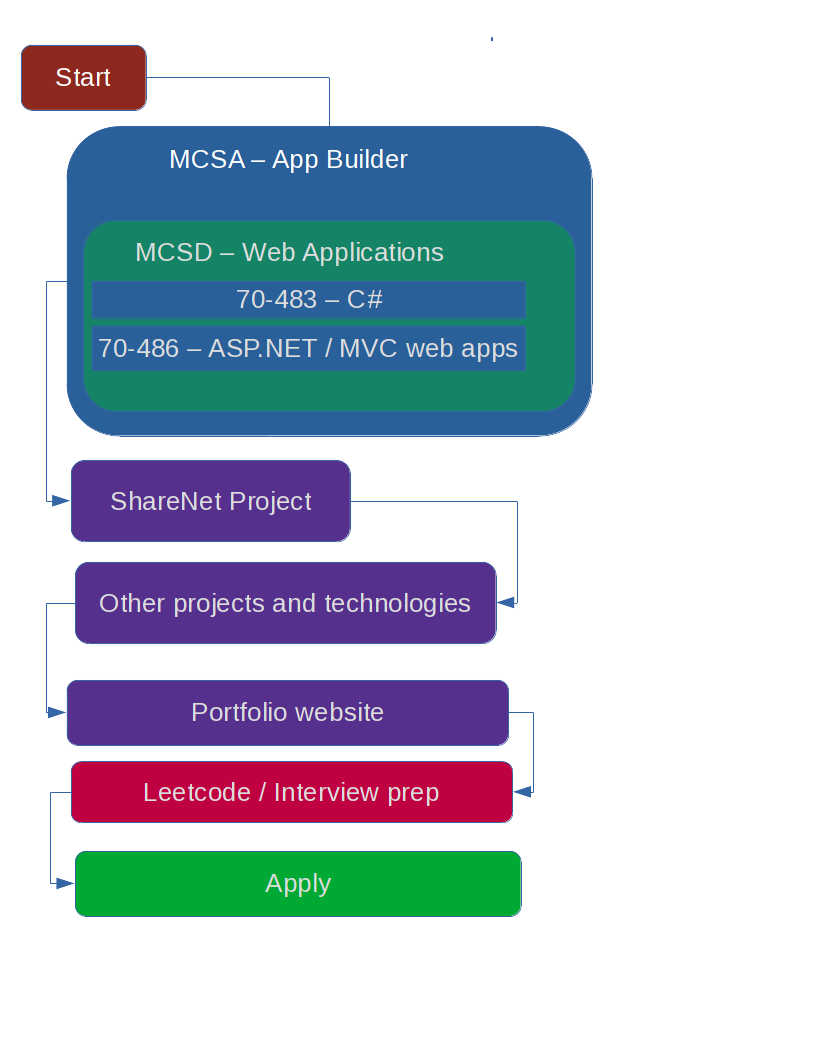 Start
MCSA – App Builder
MCSD – Web Applications
70-483 – C#
70-486 – ASP.NET / MVC web apps
ShareNet Project
Other projects and technologies
Portfolio website
Leetcode / Interview prep
Apply